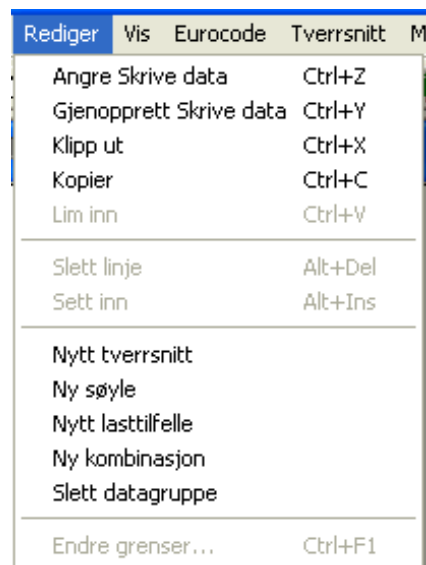 Rediger Vis Eurocode Tverrsnitt M
Angre Skrive data Ctrl+Z
Gjenopprett Skrive data Ctrl+Y
Klipp ut Ctrl+X
Kopier Ctrl+C
Lim inn Ctrl+V
Slett linje Alt+Del
Sett inn Alt+Ins
Nytt tverrsnitt
Ny søyle
Nytt lasttilfelle
Ny kombinasjon
Slett datagruppe
Endre grenser... Ctrl+F1